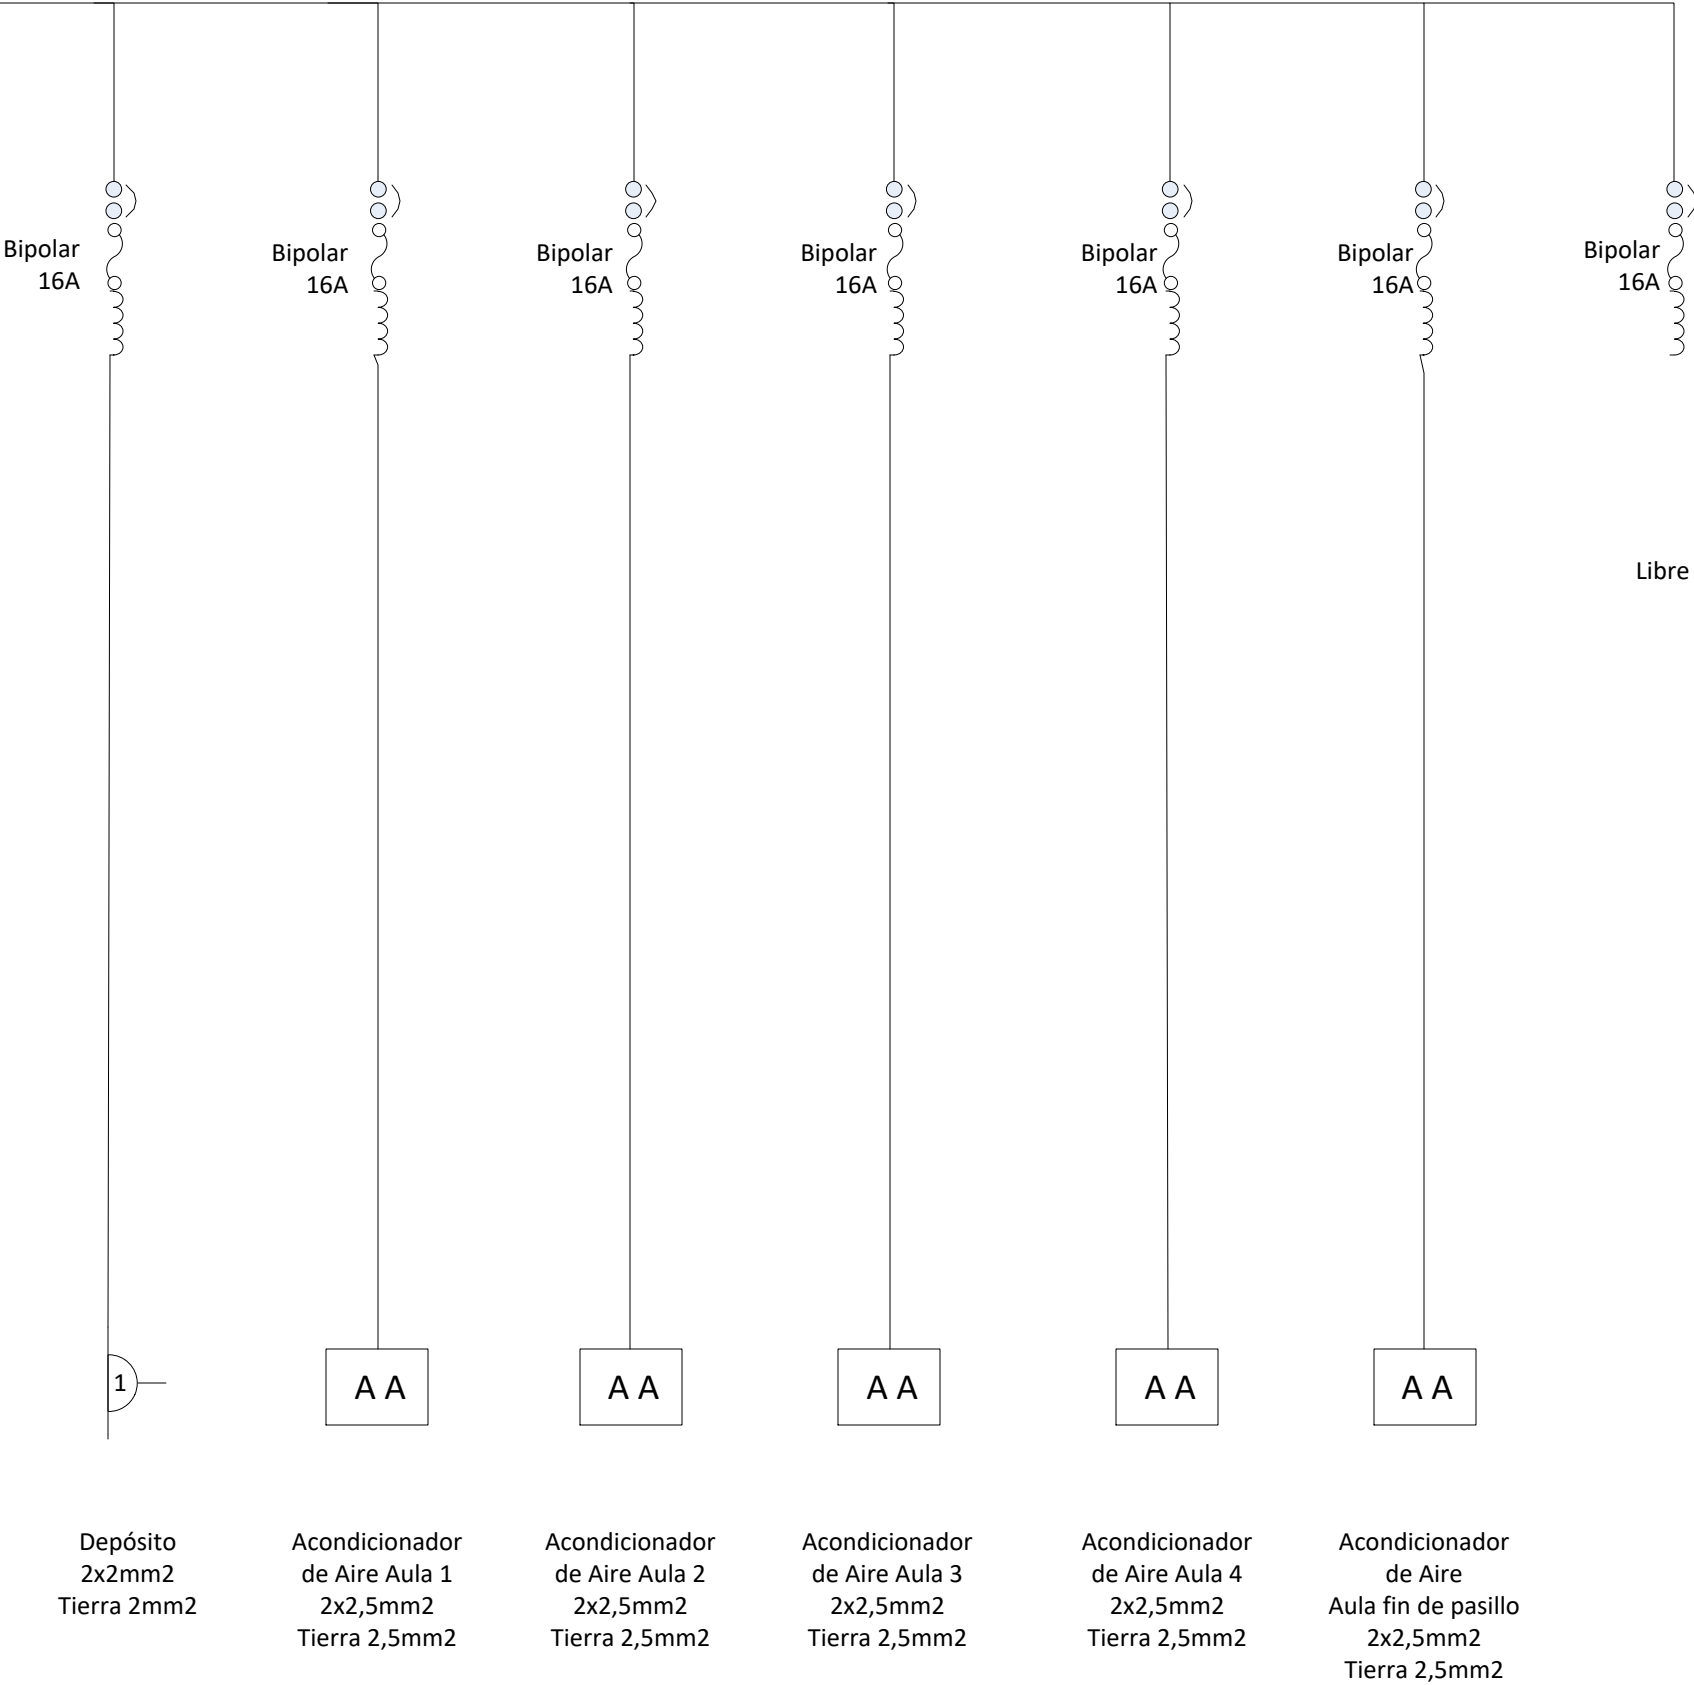 Bipolar
16A
Bipolar
16A
Bipolar
16A
Bipolar
16A
Bipolar
16A
Bipolar
16A
Bipolar
16A
Libre
1
A A
A A
A A
A A
A A
Depósito
2x2mm2
Tierra 2mm2
Acondicionador
de Aire Aula 1
2x2,5mm2
Tierra 2,5mm2
Acondicionador
de Aire Aula 2
2x2,5mm2
Tierra 2,5mm2
Acondicionador
de Aire Aula 3
2x2,5mm2
Tierra 2,5mm2
Acondicionador
de Aire Aula 4
2x2,5mm2
Tierra 2,5mm2
Acondicionador
de Aire
Aula fin de pasillo
2x2,5mm2
Tierra 2,5mm2